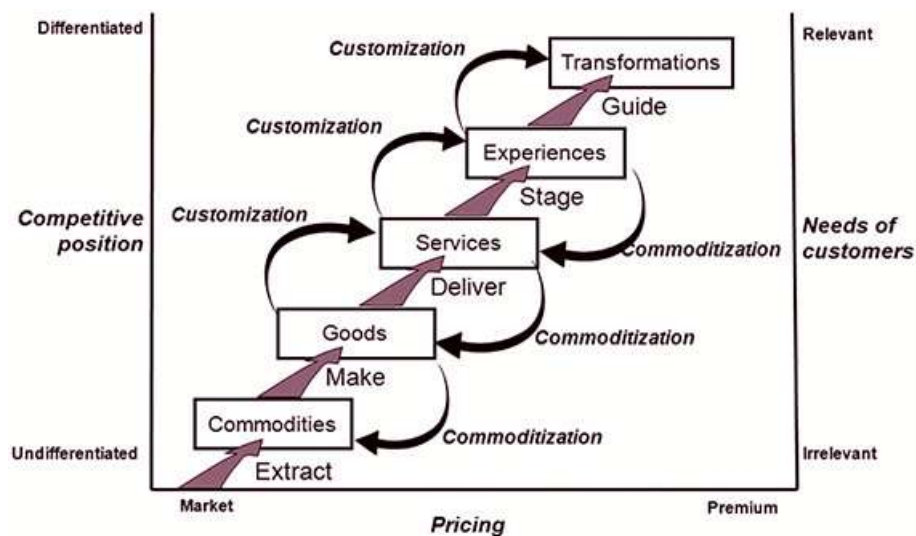 Differentiated
Customization
Relevant
Transformations
Guide
Customization
Experiences
Stage
Customization
Competitive
position
Services
Needs of
customers
Commoditization
Deliver
Goods
Commoditization
Make
Commodities
Commoditization
Undifferentiated
Extract
Irrelevant
Market
Pricing
Premium